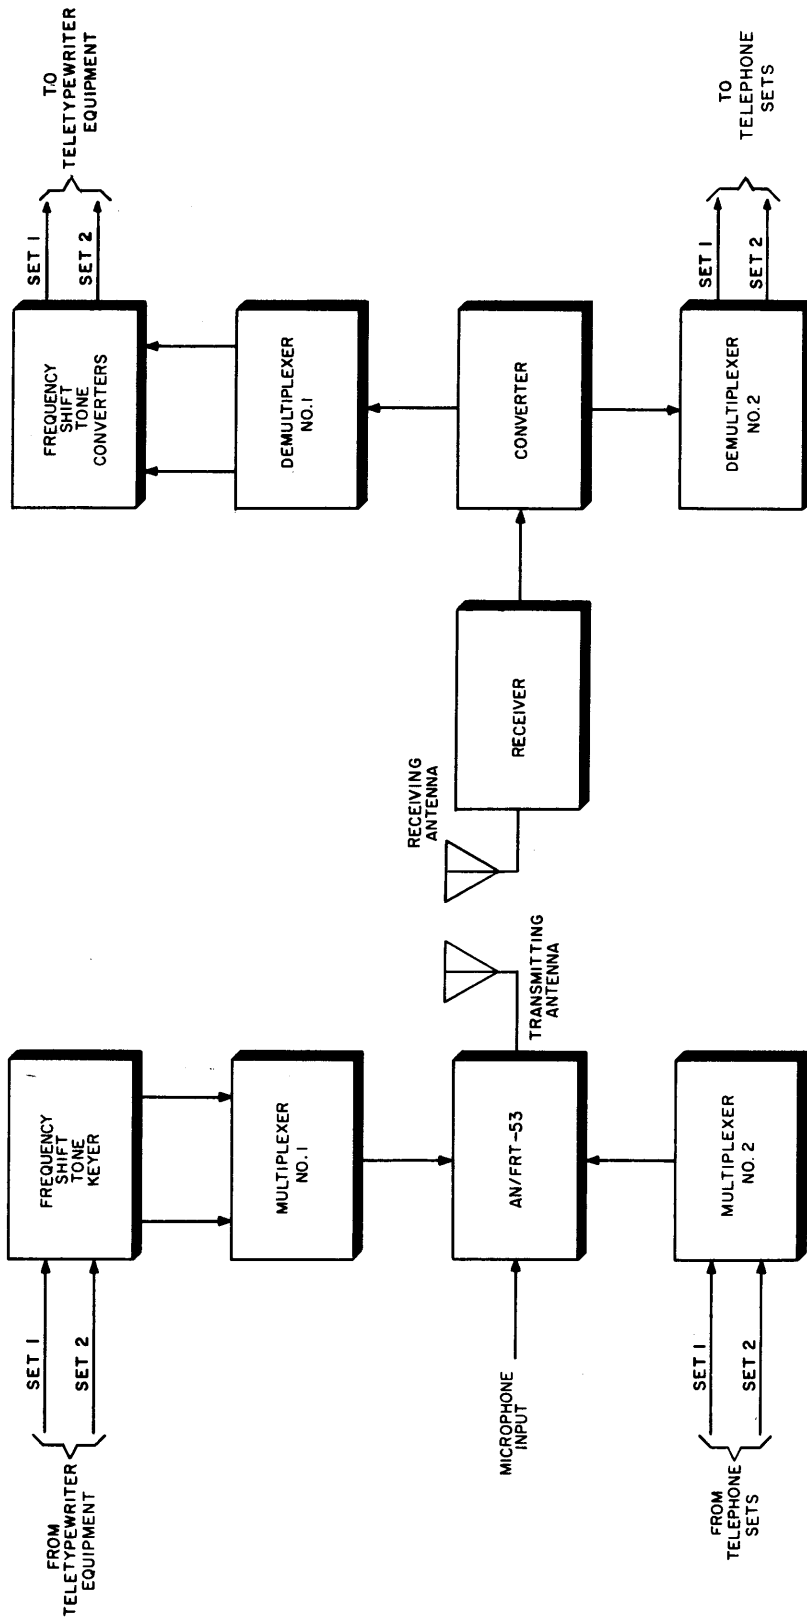 FROM
TELETYPEWRITER
EQUIPMENT
SET 1
SET 2
FREQUENCY
SHIFT
TONE
KEYER
MULTIPLEXER
NO. 1
MICROPHONE
INPUT
AN/FRT-53
TRANSMITTING
ANTENNA
FROM
TELEPHONE
SETS
SET 1
SET 2
MULTIPLEXER
NO. 2
RECEIVING
ANTENNA
RECEIVER
CONVERTER
DEMULTIPLEXER
NO. 1
FREQUENCY
SHIFT
TONE
CONVERTERS
SET 1
SET 2
TO
TELETYPEWRITER
EQUIPMENT
DEMULTIPLEXER
NO. 2
SET 1
SET 2
TO
TELEPHONE
SETS